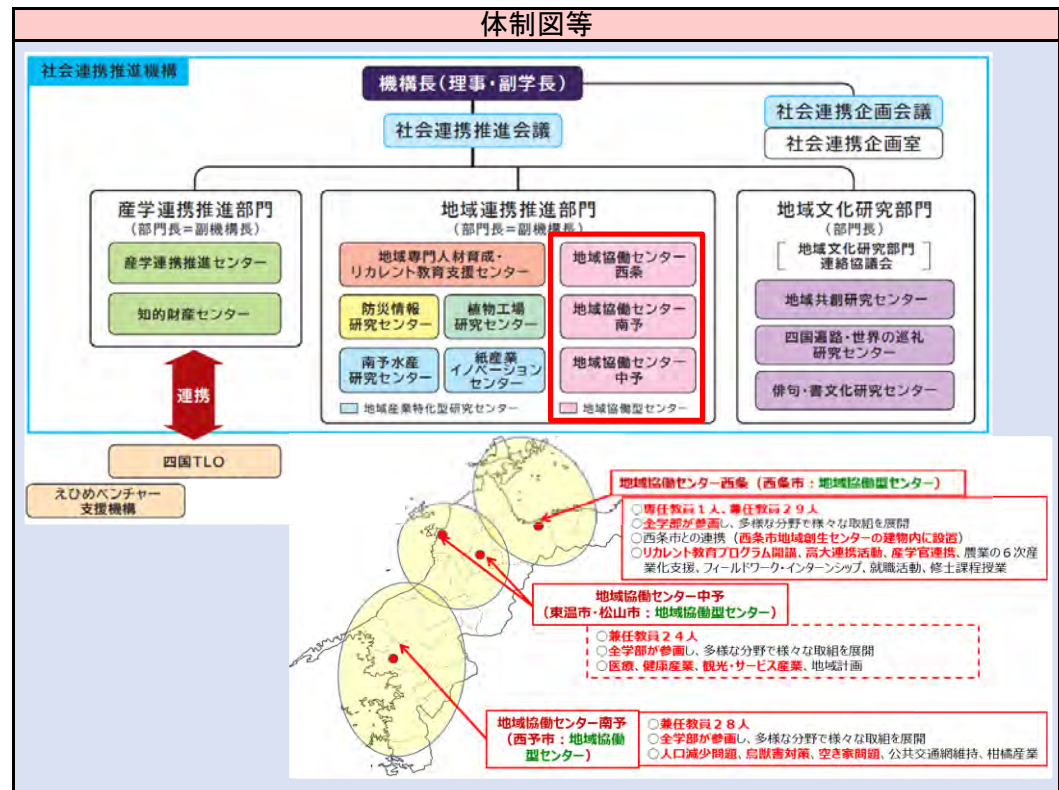 体制図等
社会連携推進機構
機構長(理事・副学長)
社会連携推進会議
社会連携企画会議
社会連携企画室
産学連携推進部門
(部門長=副機構長)
産学連携推進センター
知的財産センター
連携
四国TLO
えひめベンチャー
支援機構
地域連携推進部門
(部門長=副機構長)
地域専門人材育成・
リカレント教育支援センター
防災情報
研究センター
植物工場
研究センター
南予水産
研究センター
紙産業
イノベーション
センター
地域産業特化型研究センター
地域協働センター
西条
地域協働センター
南予
地域協働センター
中予
地域協働型センター
地域文化研究部門
(部門長)
地域文化研究部門
連絡協議会
地域共創研究センター
四国遍路・世界の巡礼
研究センター
俳句・書文化研究センター
地域協働センター西条(西条市:地域協働型センター)
○専任教員1人、兼任教員29人
○全学部が参画し、多様な分野で様々な取組を展開
○西条市との連携(西条市地域創生センターの建物内に設置)
○リカレント教育プログラム開講、高大連携活動、産学官連携、農業の6次産
業化支援、フィールドワーク・インターンシップ、就職活動、修士課程授業
地域協働センター中予
(東温市・松山市:地域協働型センター)
○兼任教員24人
○全学部が参画し、多様な分野で様々な取組を展開
○医療、健康産業、観光・サービス産業、地域計画
地域協働センター南予
(西予市:地域協働
型センター)
○兼任教員28人
○全学部が参画し、多様な分野で様々な取組を展開
○人口減少問題、鳥獣害対策、空き家問題、公共交通網維持、柑橘産業